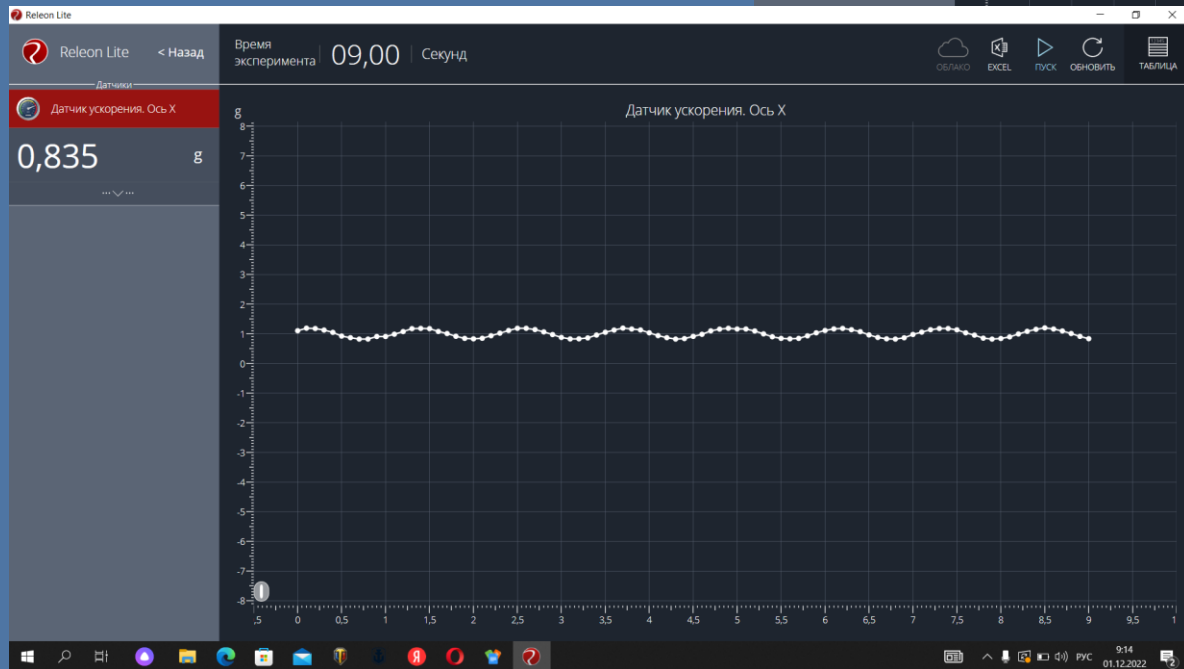 Releon Lite
Releon Lite < Назад
Время
эксперимента 09,00 Секунд
ОБЛАКО EXCEL ПУСК ОБНОВИТЬ ТАБЛИЦА
Датчики
Датчик ускорения. Ось X
0,835 g
g
Датчик ускорения. Ось X
8
7
6
5
4
3
2
1
0
-1
-2
-3
-4
-5
-6
-7
-8
,5 0 0,5 1 1,5 2 2,5 3 3,5 4 4,5 5 5,5 6 6,5 7 7,5 8 8,5 9 9,5 1
Я
РУС
9:14
01.12.2022
2